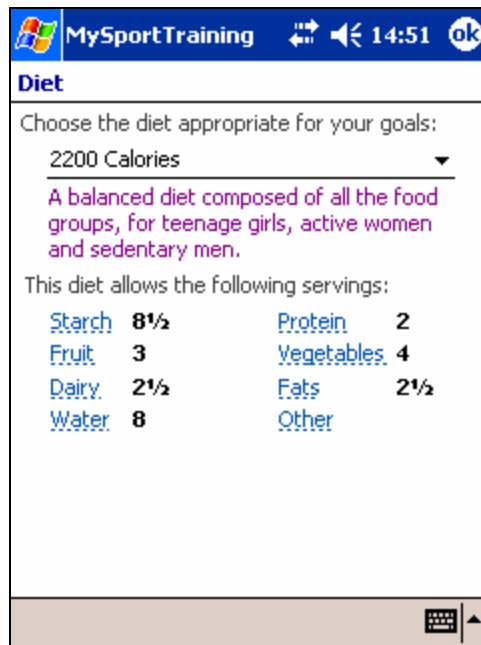 MySportTraining 14:51 ok
Diet
Choose the diet appropriate for your goals:
2200 Calories
A balanced diet composed of all the food
groups, for teenage girls, active women
and sedentary men.
This diet allows the following servings:
Starch 8½ Protein 2
Fruit 3 Vegetables 4
Dairy 2½ Fats 2½
Water 8 Other